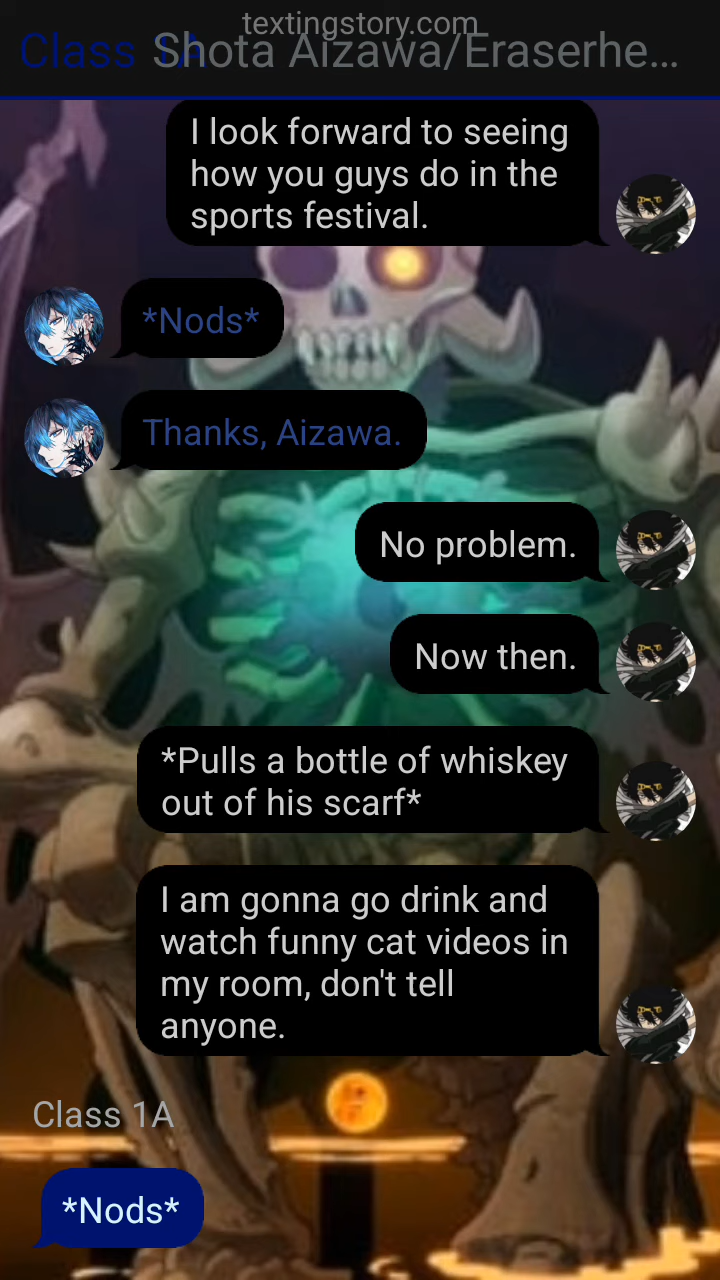 textingstory.com
Class 1A Shota Aizawa/Eraserhe...
I look forward to seeing
how you guys do in the
sports festival.
*Nods*
Thanks, Aizawa.
No problem.
Now then.
*Pulls a bottle of whiskey
out of his scarf*
I am gonna go drink and
watch funny cat videos in
my room, don't tell
anyone.
Class 1A
*Nods*